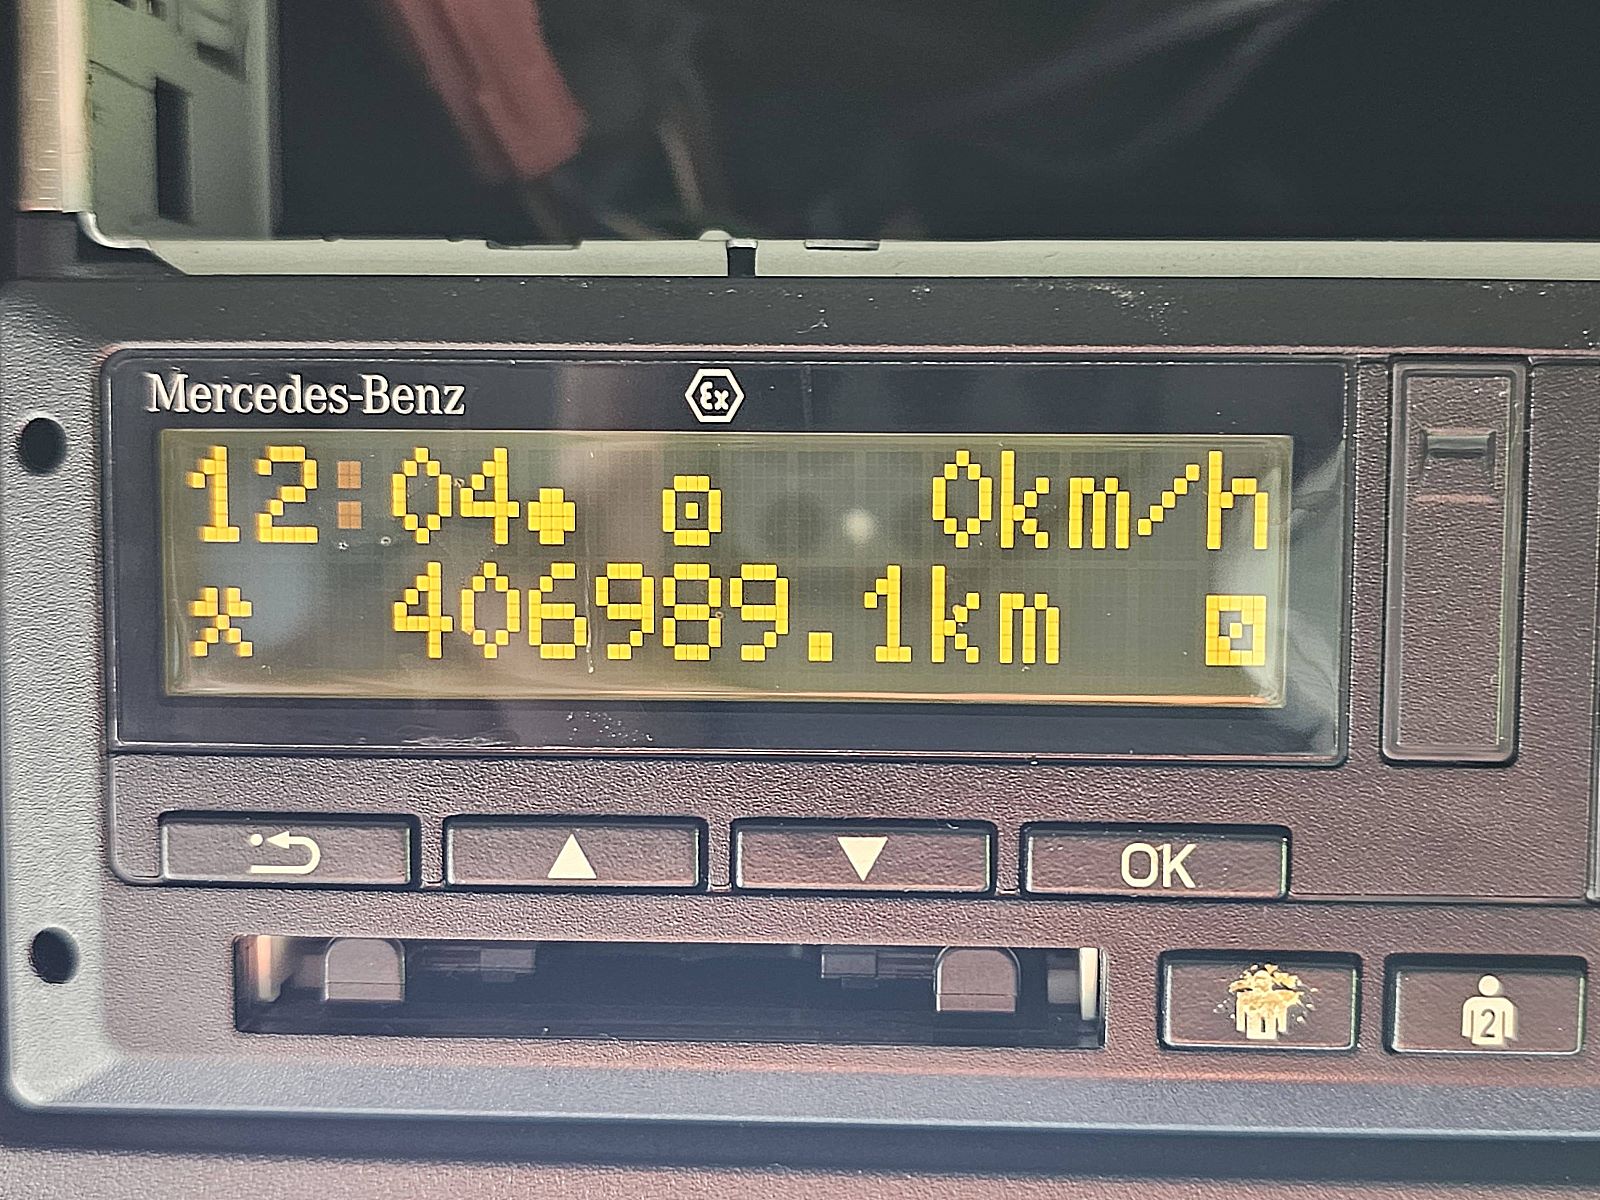 Mercedes-Benz
Ex
12:04 0km/h
406989.1km
OK
2